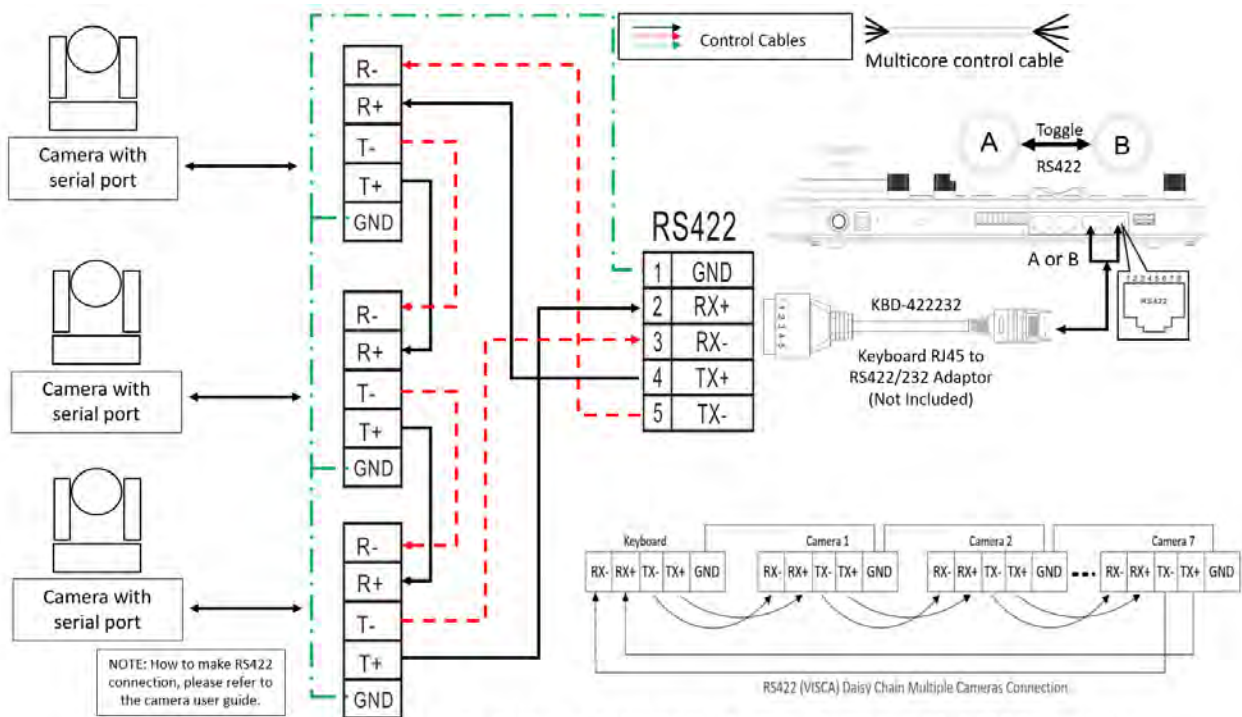 Control Cables
Multicore control cable
Camera with
serial port
R-
R+
T-
T+
GND
A
Toggle
B
RS422
A or B
1 2 3 4 5 6 7 8
RS422
RS422
1 GND
2 RX+
3 RX-
4 TX+
5 TX-
1 2 3 4 5
KBD-422232
Keyboard RJ45 to
RS422/232 Adaptor
(Not Included)
Camera with
serial port
R-
R+
T-
T+
GND
Camera with
serial port
R-
R+
T-
T+
GND
NOTE: How to make RS422
connection, please refer to
the camera user guide.
Keyboard Camera 1 Camera 2 Camera 7
RX- RX+ TX- TX+ GND RX- RX+ TX- TX+ GND RX- RX+ TX- TX+ GND RX- RX+ TX- TX+ GND
RS422 (VISCA) Daisy Chain Multiple Cameras Connection